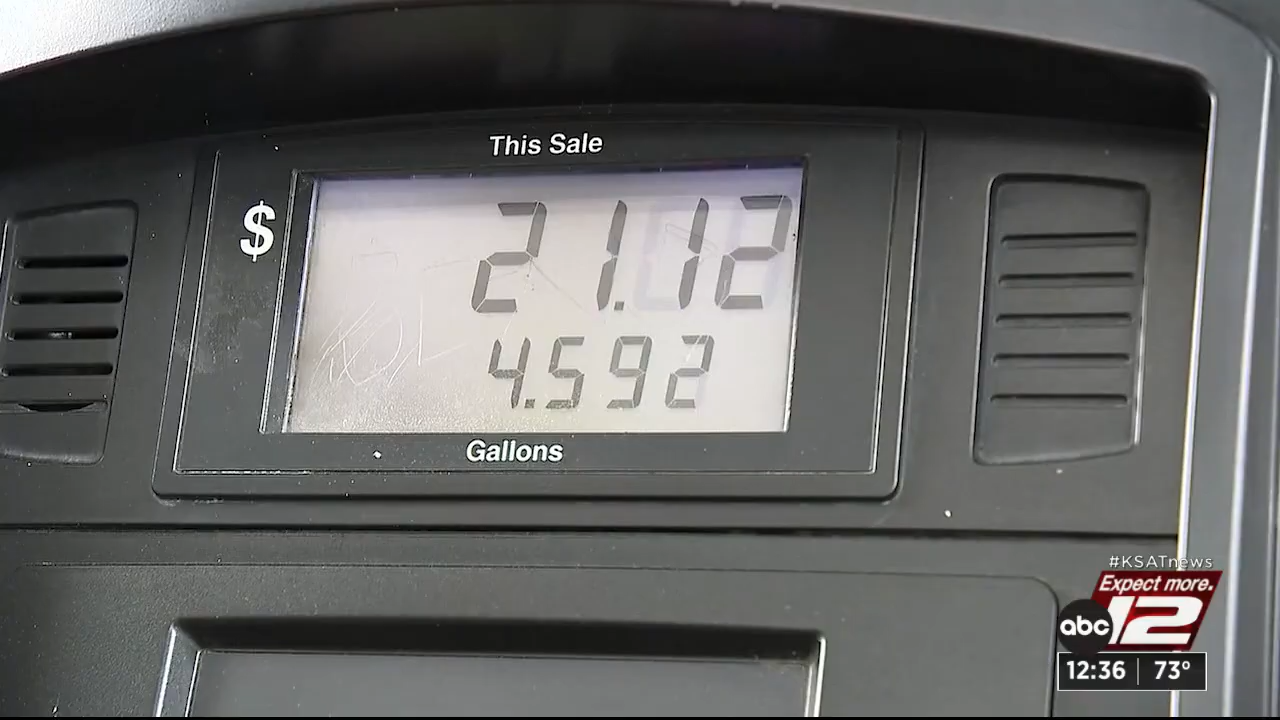 This Sale
$ 21.12
4.592
Gallons
#KSATnews
Expect more.
abc 12
12:36 73°